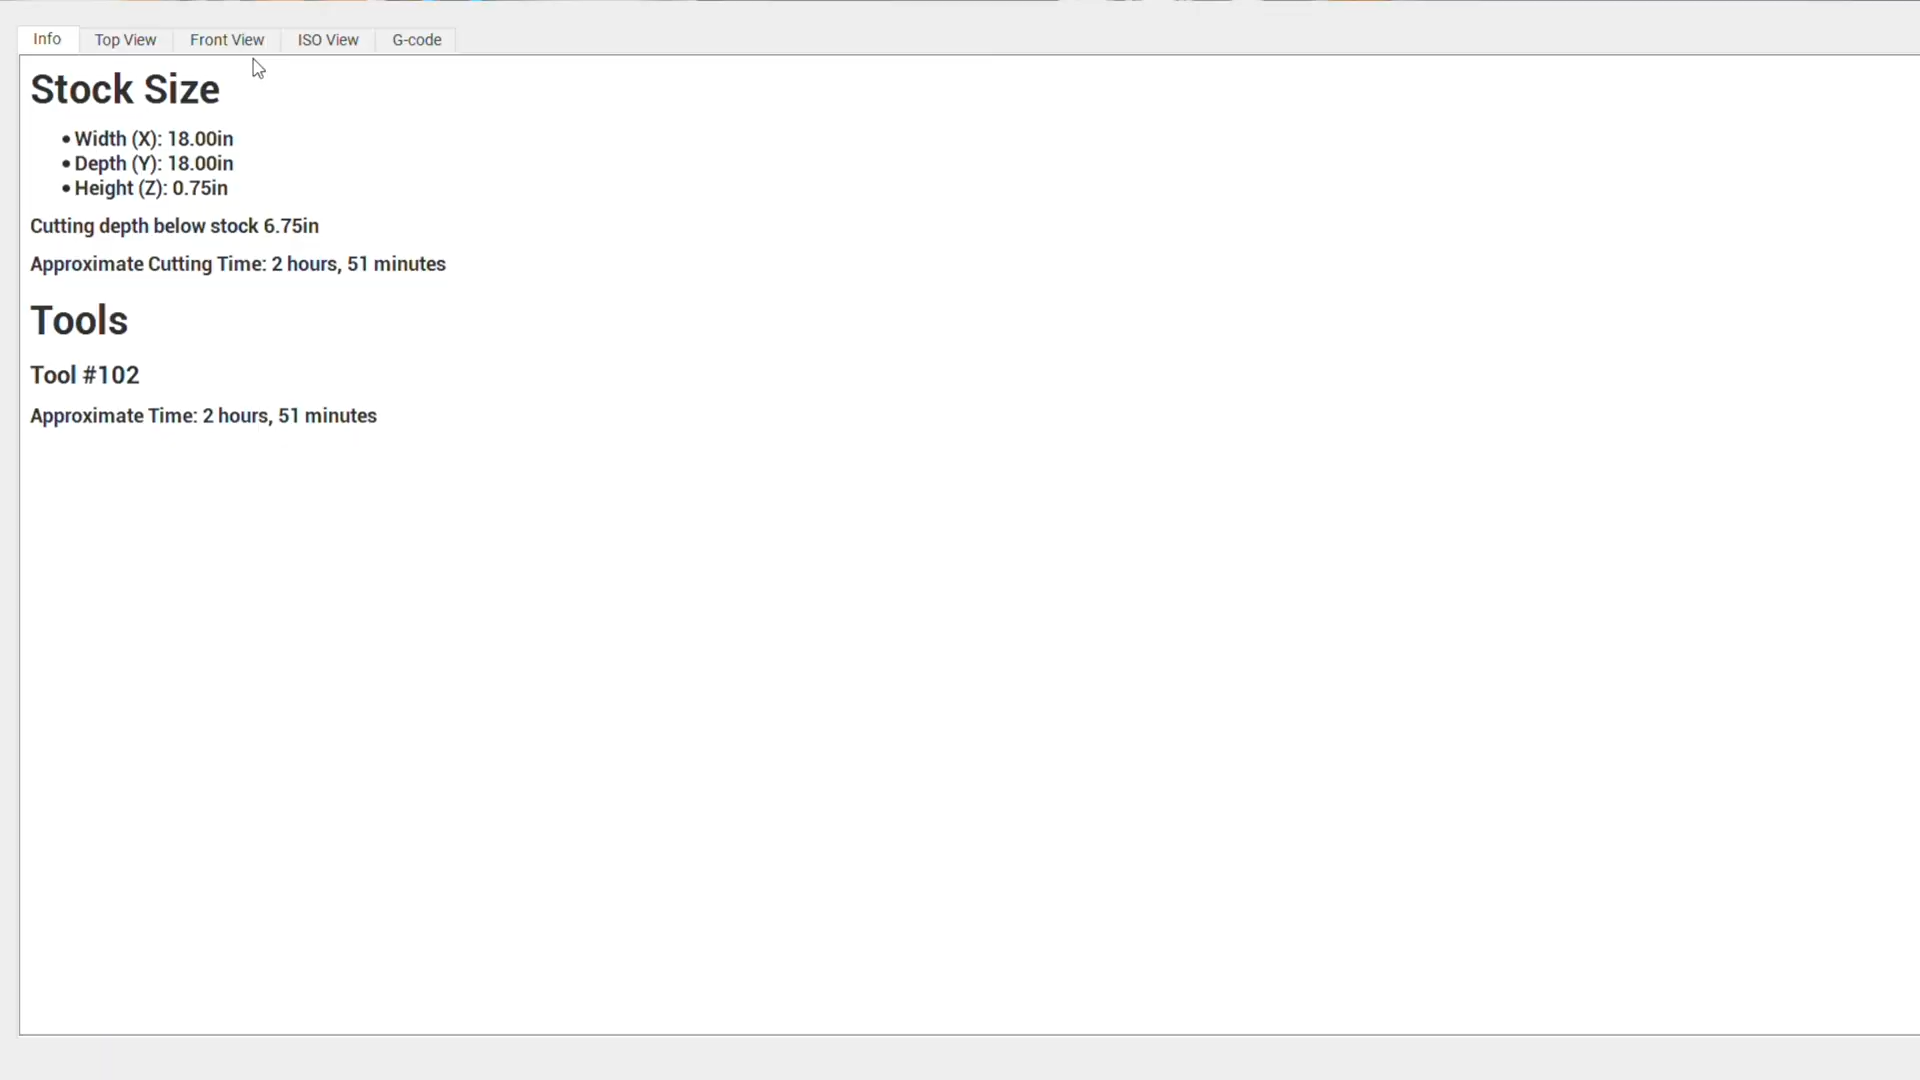 Info Top View Front View ISO View G-code
Stock Size
• Width (X): 18.00in
• Depth (Y): 18.00in
• Height (Z): 0.75in
Cutting depth below stock 6.75in
Approximate Cutting Time: 2 hours, 51 minutes
Tools
Tool #102
Approximate Time: 2 hours, 51 minutes